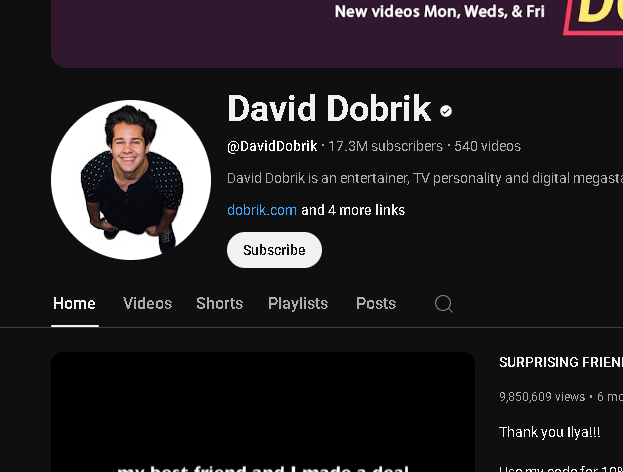 New videos Mon, Weds, & Fri
David Dobrik
@DavidDobrik • 17.3M subscribers • 540 videos
David Dobrik is an entertainer, TV personality and digital megasta
dobrik.com and 4 more links
Subscribe
Home Videos Shorts Playlists Posts
SURPRISING FRIEN
9,850,609 views • 6 mo
Thank you Ilya!!!
my best friend and I made a deal
Use my code for 10%